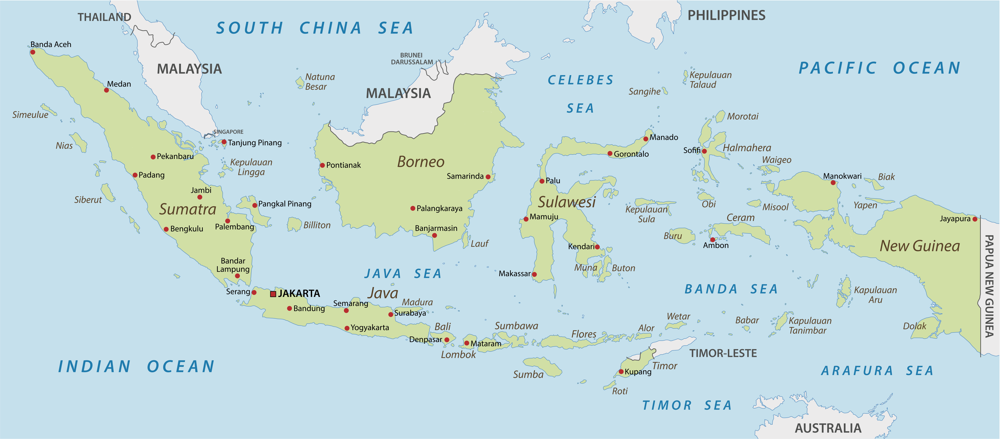 THAILAND
SOUTH CHINA SEA
PHILIPPINES
Banda Aceh
MALAYSIA
BRUNEI
DARUSSALAM
PACIFIC OCEAN
Medan
Natuna
Besar
CELEBES
SEA
Kepulauan
Talaud
Sangihe
MALAYSIA
Simeulue
Morotai
SINGAPORE
Tanjung Pinang
Manado
Nias
Sofifi
Halmahera
Gorontalo
Pekanbaru
Kepulauan
Lingga
Borneo
Pontianak
Waigeo
Padang
Samarinda
Palu
Manokwari
Biak
Jambi
Siberut
Pangkal Pinang
Sulawesi
Obi
Misool
Yapen
Sumatra
Palangkaraya
Kepulauan
Sula
Mamuju
Ceram
Jayapura
Bengkulu
Palembang
Billiton
Banjarmasin
Buru
Lauf
Kendari
Ambon
New Guinea
PAPUA NEW GUINEA
Bandar
Lampung
Muna
Buton
JAVA SEA
Makassar
BANDA SEA
Kapulauan
Aru
Serang
JAKARTA
Java
Semarang
Madura
Bandung
Surabaya
Wetar
Babar
Kapulauan
Tanimbar
Dolak
Yogyakarta
Bali
Sumbawa
Flores
Alor
Denpasar
Mataram
Lombok
TIMOR-LESTE
INDIAN OCEAN
Timor
Kupang
Sumba
ARAFURA SEA
Roti
TIMOR SEA
AUSTRALIA